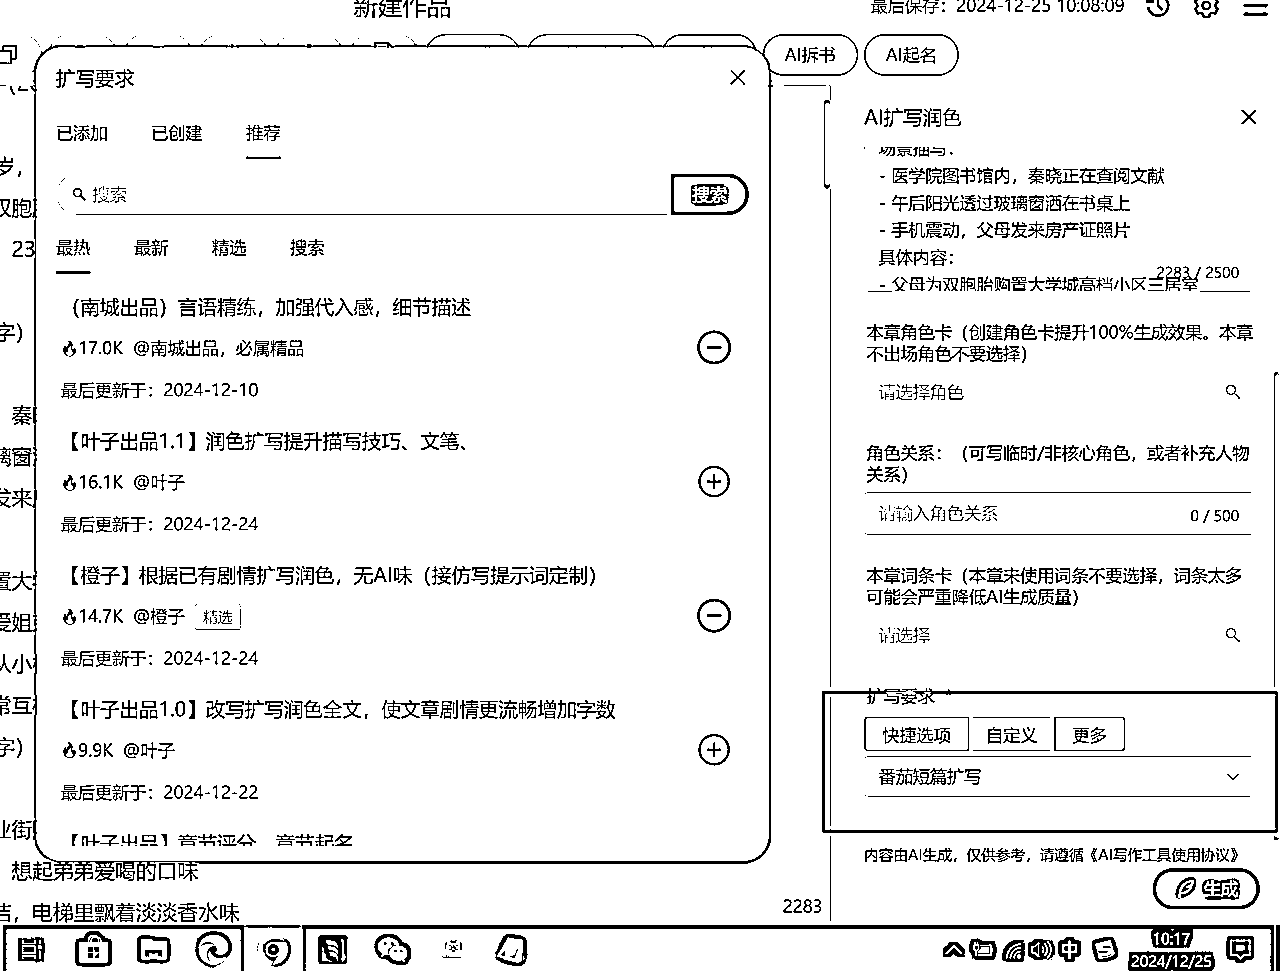 新建作品
最后保存：2024-12-25 10:08:09
AI拆书
AI起名
岁，
双胞
23
字）
秦
璃窗
发来
置大
爱姐
从小
常互
字）
业街
想起弟弟爱喝的口味
洁，电梯里飘着淡淡香水味
2283
扩写要求
已添加
已创建
推荐
搜索
搜索
最热
最新
精选
搜索
（南城出品）言语精练，加强代入感，细节描述
17.0K @南城出品，必属精品
最后更新于：2024-12-10
【叶子出品1.1】润色扩写提升描写技巧、文笔、
16.1K @叶子
最后更新于：2024-12-24
【橙子】根据已有剧情扩写润色，无AI味（接仿写提示词定制）
14.7K @橙子 精选
最后更新于：2024-12-24
【叶子出品1.0】改写扩写润色全文，使文章剧情更流畅增加字数
9.9K @叶子
最后更新于：2024-12-22
【叶子出品】章节评分，章节起名
AI扩写润色
场景描写：
- 医学院图书馆内，秦晓正在查阅文献
- 午后阳光透过玻璃窗洒在书桌上
- 手机震动，父母发来房产证照片
具体内容：
- 父母为双胞胎购置大学城高档小区三居室
2283 / 2500
本章角色卡（创建角色卡提升100%生成效果。本章
不出场角色不要选择）
请选择角色
角色关系：（可写临时/非核心角色，或者补充人物
关系）
请输入角色关系
0 / 500
本章词条卡（本章未使用词条不要选择，词条太多
可能会严重降低AI生成质量）
请选择
扩写要求 *
快捷选项
自定义
更多
番茄短篇扩写
内容由AI生成，仅供参考，请遵循《AI写作工具使用协议》
生成
中
10:17
2024/12/25